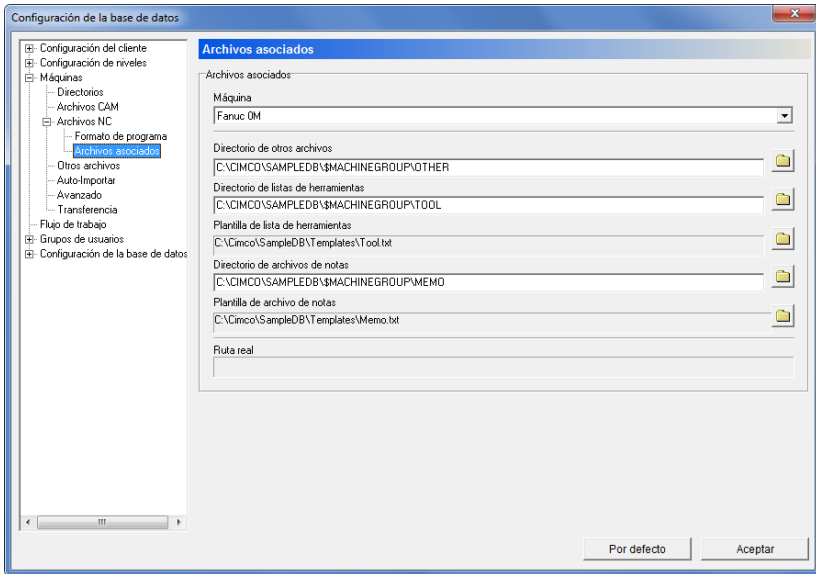 Configuración de la base de datos
Configuración del cliente
Configuración de niveles
Máquinas
Directorios
Archivos CAM
Archivos NC
Formato de programa
Archivos asociados
Otros archivos
Auto-Importar
Avanzado
Transferencia
Flujo de trabajo
Grupos de usuarios
Configuración de la base de datos
Archivos asociados
Archivos asociados
Máquina
Fanuc 0M
Directorio de otros archivos
C:\CIMCO\SAMPLEDB\$MACHINEGROUP\OTHER
Directorio de listas de herramientas
C:\CIMCO\SAMPLEDB\$MACHINEGROUP\TOOL
Plantilla de lista de herramientas
C:\Cimco\SampleDB\Templates\Tool.txt
Directorio de archivos de notas
C:\CIMCO\SAMPLEDB\$MACHINEGROUP\MEMO
Plantilla de archivo de notas
C:\Cimco\SampleDB\Templates\Memo.txt
Ruta real
Por defecto
Aceptar